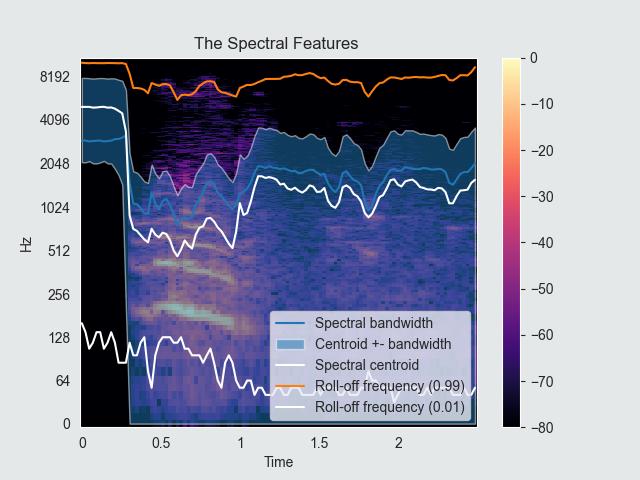 The Spectral Features
8192
4096
2048
1024
512
256
128
64
0
Hz
0
0.5
1
1.5
2
Time
Spectral bandwidth
Centroid +- bandwidth
Spectral centroid
Roll-off frequency (0.99)
Roll-off frequency (0.01)
0
−10
−20
−30
−40
−50
−60
−70
−80